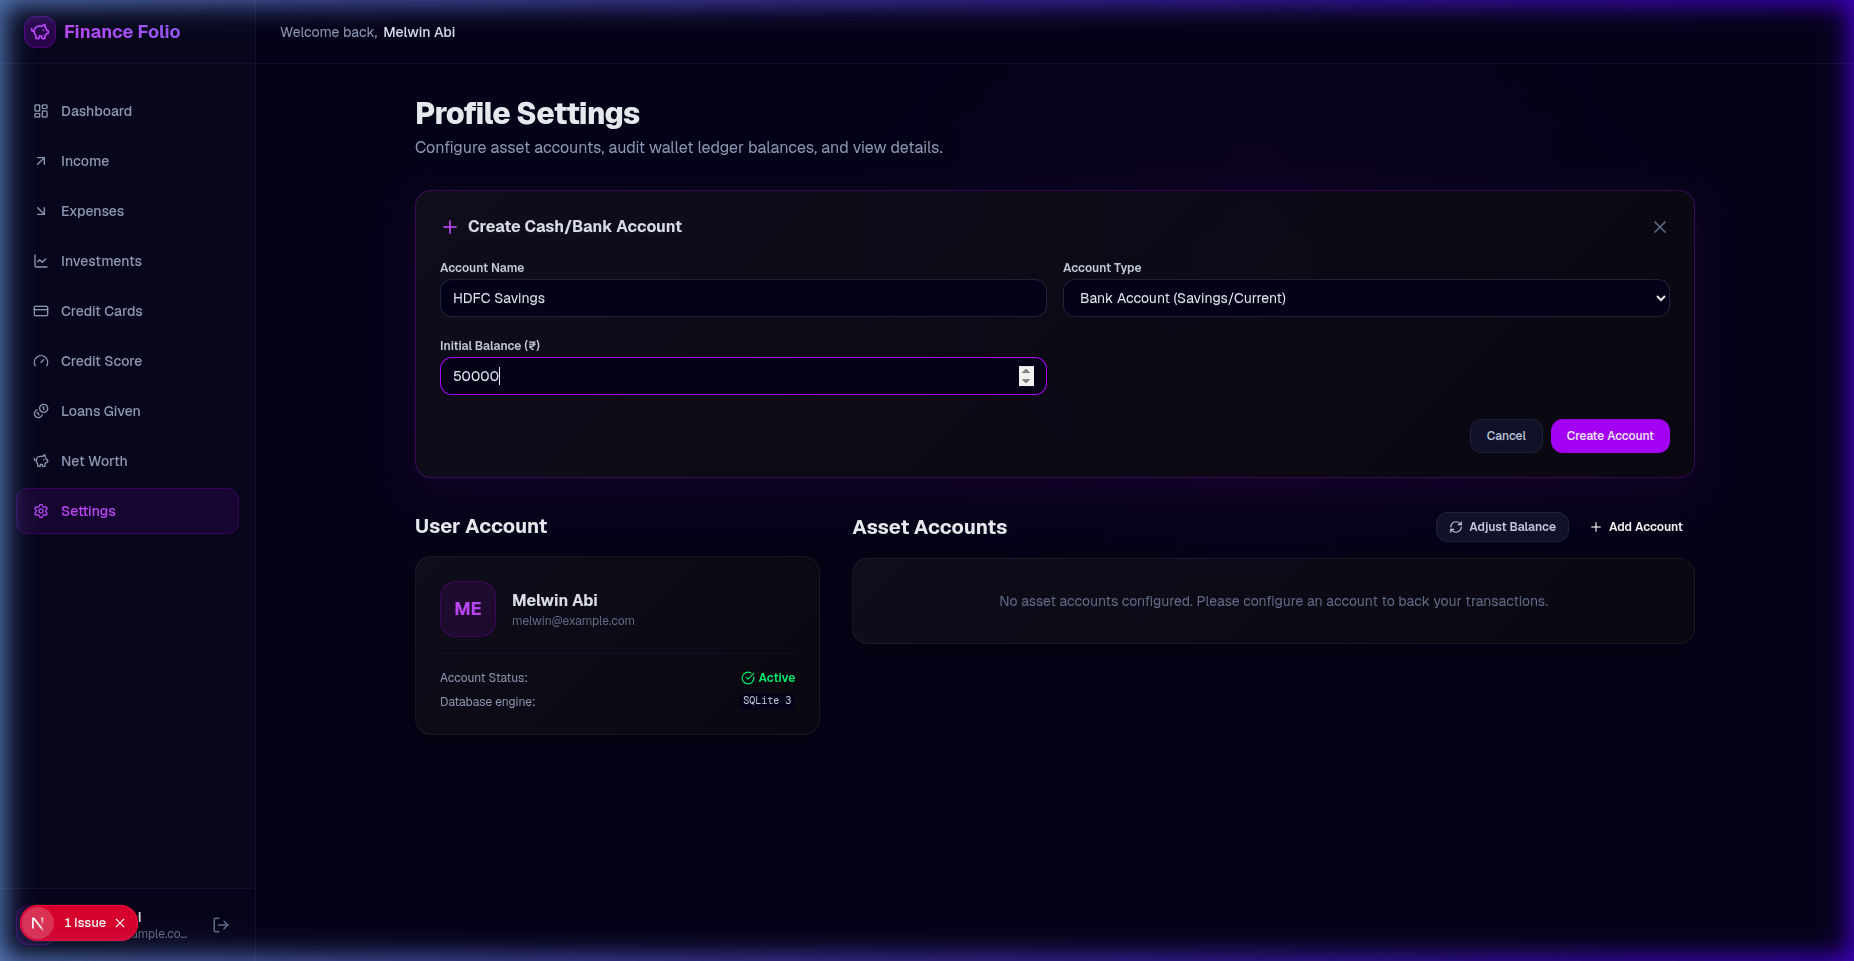 Finance Folio
Welcome back, Melwin Abi
Dashboard
Income
Expenses
Investments
Credit Cards
Credit Score
Loans Given
Net Worth
Settings
Profile Settings
Configure asset accounts, audit wallet ledger balances, and view details.
Create Cash/Bank Account
Account Name
HDFC Savings
Account Type
Bank Account (Savings/Current)
Initial Balance (₹)
50000
Cancel
Create Account
User Account
ME
Melwin Abi
melwin@example.com
Account Status:
Active
Database engine:
SQLite 3
Asset Accounts
Adjust Balance
Add Account
No asset accounts configured. Please configure an account to back your transactions.
N
1 Issue
ample.co...